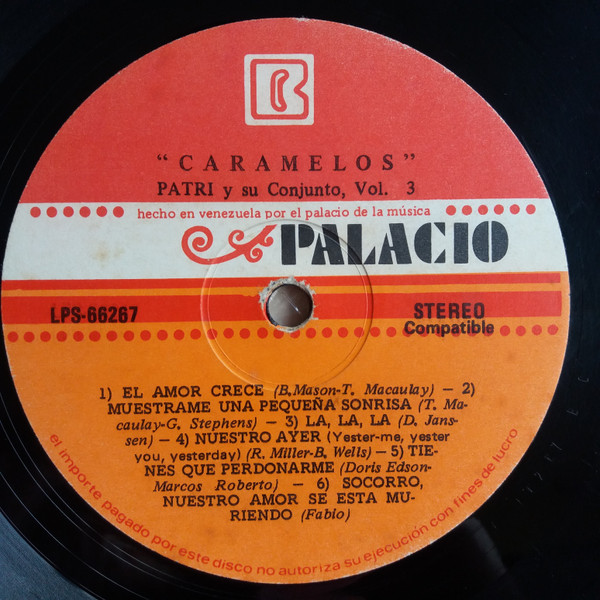 "CARAMELOS"
PATRI y su Conjunto, Vol. 3
hecho en venezuela por el palacio de la música
PALACIO
LPS-66267
STEREO
Compatible
1) EL AMOR CRECE (B.Mason-T. Macaulay) – 2)
MUESTRAME UNA PEQUEÑA SONRISA (T. Ma-
caulay-G. Stephens) – 3) LA, LA, LA (D. Jans-
sen) – 4) NUESTRO AYER (Yester-me, yester
you, yesterday) (R. Miller-B, Wells) – 5) TIE-
NES QUE PERDONARME (Doris Edson-
Marcos Roberto) – 6) SOCORRO,
NUESTRO AMOR SE ESTA MU-
RIENDO (Fabio)
el importe pagado por este disco no autoriza su ejecución con fines de lucro